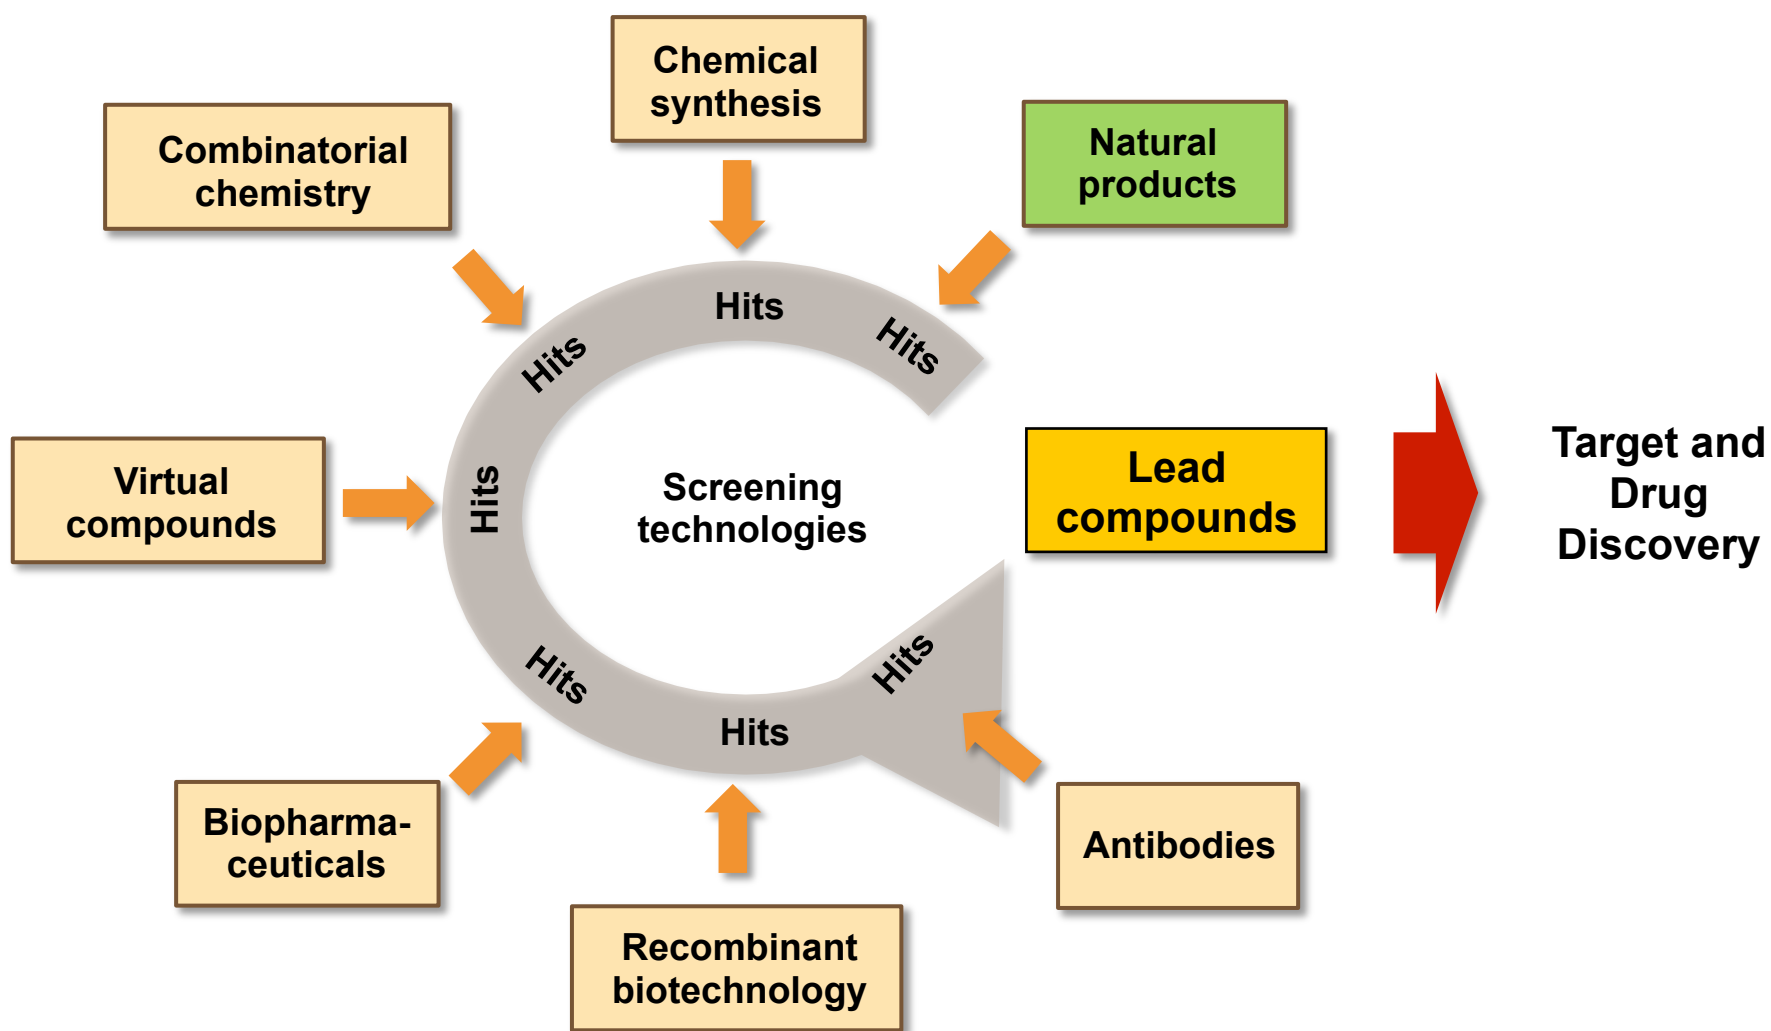 Chemical
synthesis
Combinatorial
chemistry
Natural
products
Hits
Hits
Hits
Virtual
compounds
Hits
Screening
technologies
Lead
compounds
Target and
Drug
Discovery
Hits
Hits
Hits
Biopharma-
ceuticals
Antibodies
Recombinant
biotechnology